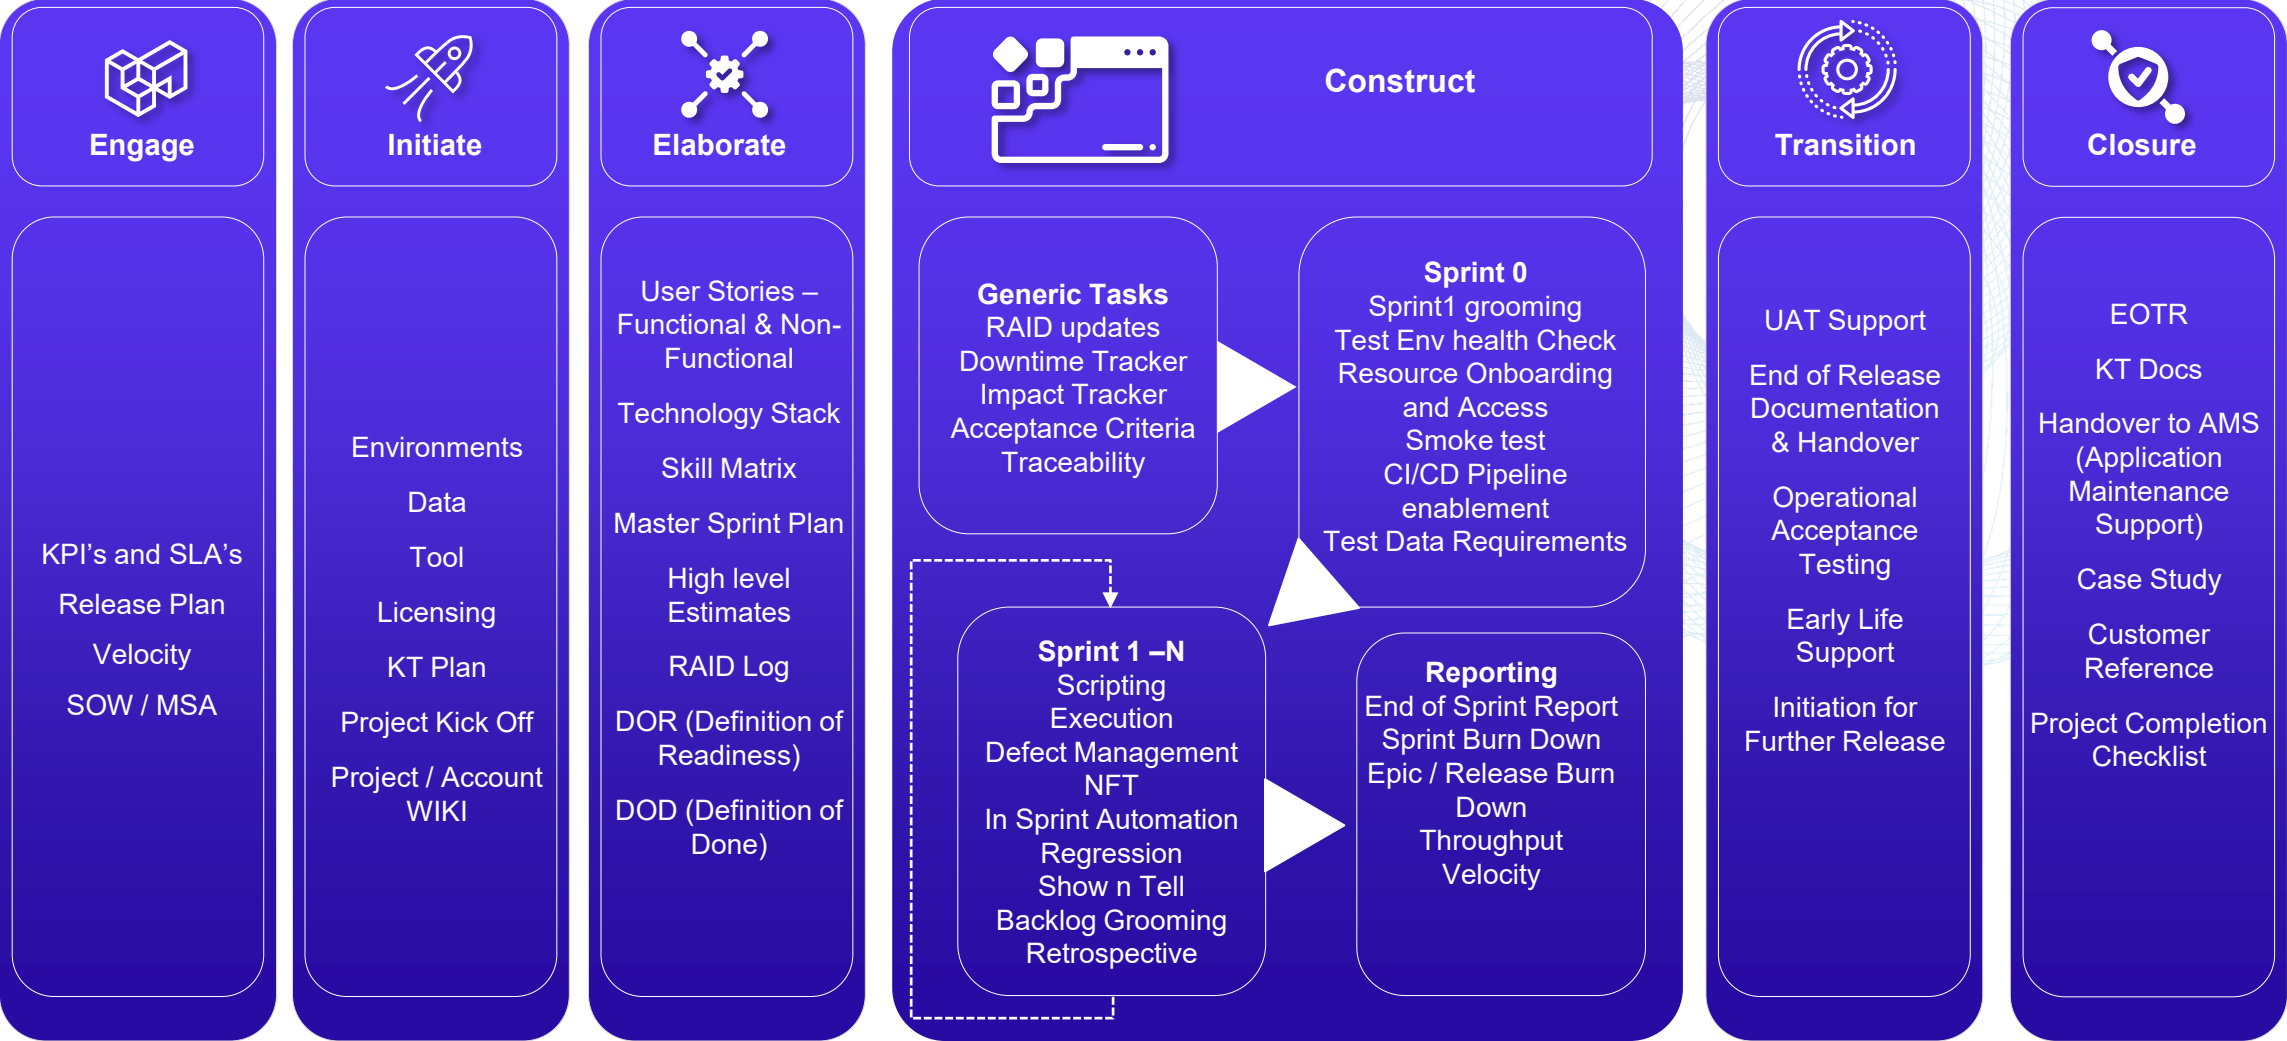 Engage
KPI's and SLA's
Release Plan
Velocity
SOW / MSA
Initiate
Environments
Data
Tool
Licensing
KT Plan
Project Kick Off
Project / Account
WIKI
Elaborate
User Stories –
Functional & Non-
Functional
Technology Stack
Skill Matrix
Master Sprint Plan
High level
Estimates
RAID Log
DOR (Definition of
Readiness)
DOD (Definition of
Done)
Construct
Generic Tasks
RAID updates
Downtime Tracker
Impact Tracker
Acceptance Criteria
Traceability
Sprint 0
Sprint1 grooming
Test Env health Check
Resource Onboarding
and Access
Smoke test
CI/CD Pipeline
enablement
Test Data Requirements
Sprint 1 –N
Scripting
Execution
Defect Management
NFT
In Sprint Automation
Regression
Show n Tell
Backlog Grooming
Retrospective
Reporting
End of Sprint Report
Sprint Burn Down
Epic / Release Burn
Down
Throughput
Velocity
Transition
UAT Support
End of Release
Documentation
& Handover
Operational
Acceptance
Testing
Early Life
Support
Initiation for
Further Release
Closure
EOTR
KT Docs
Handover to AMS
(Application
Maintenance
Support)
Case Study
Customer
Reference
Project Completion
Checklist